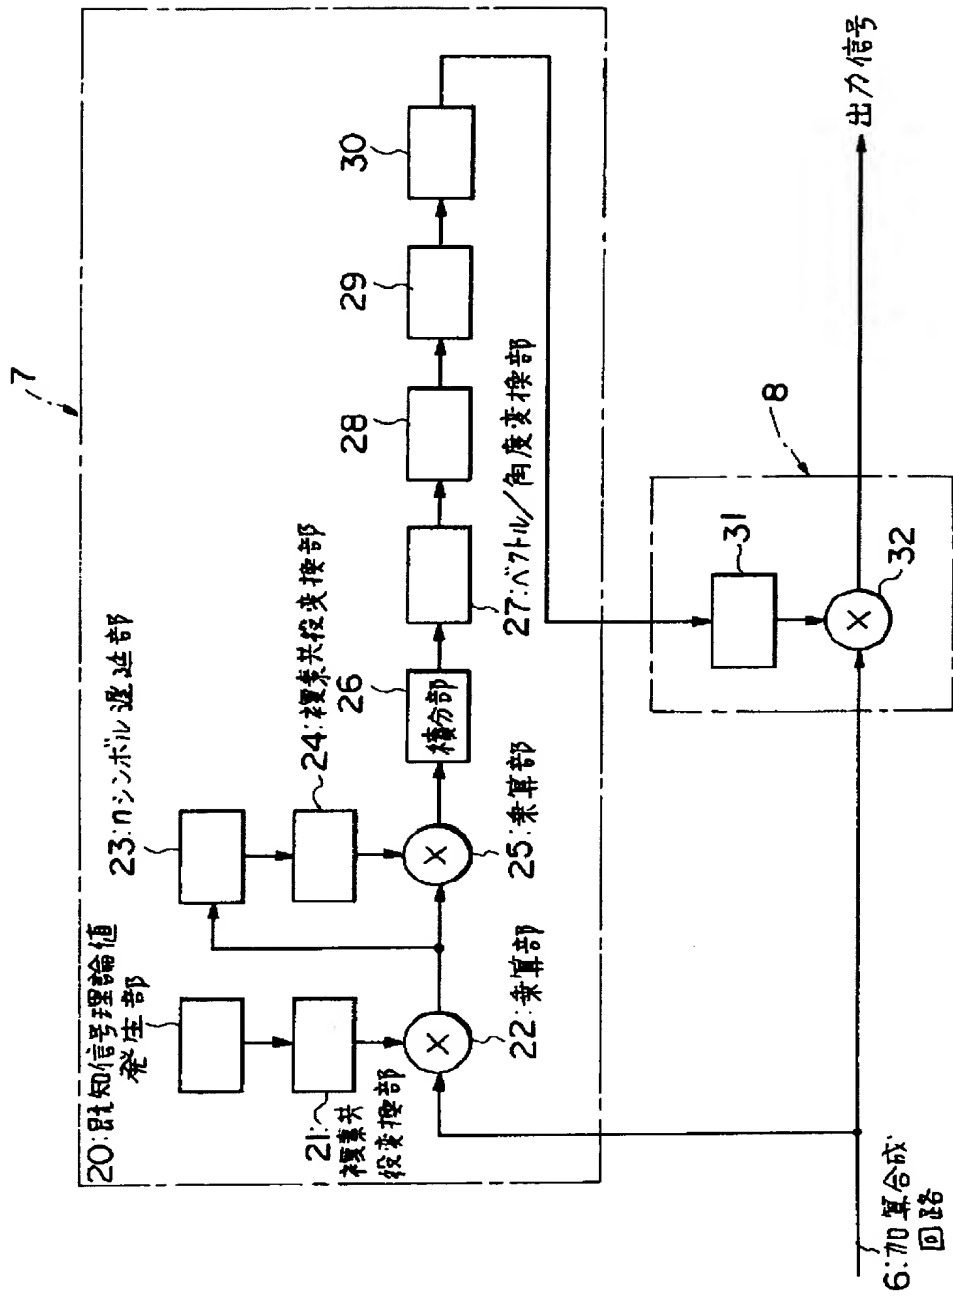 7
20:既知信号理論値
発生部
23:nシンボル遅延部
21:
複素共
役変換部
24:複素共役変換部
22:乗算部
25:乗算部
26
積分部
27:ベクトル/角度変換部
28
29
30
×
×
8
31
×
32
6:加算合成
回路
出力信号